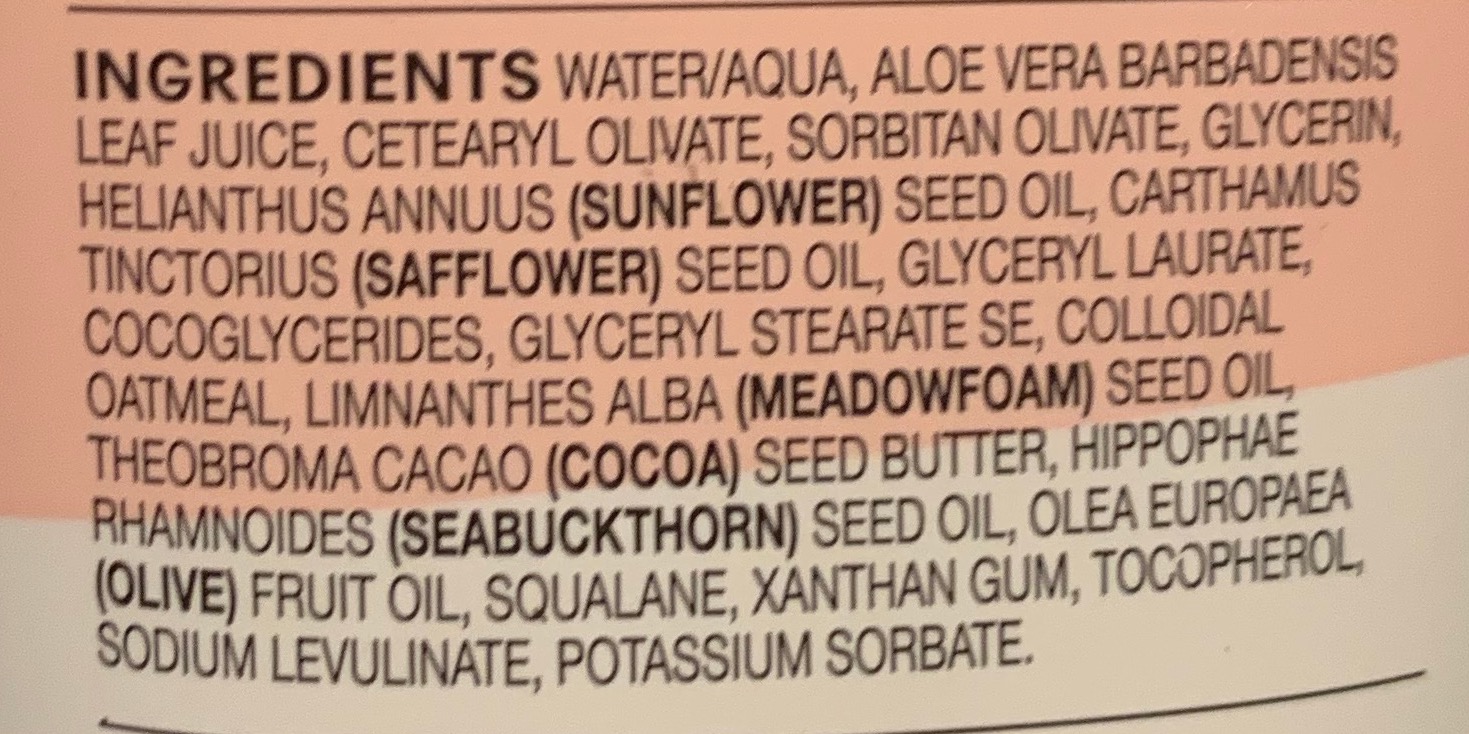 INGREDIENTS WATER/AQUA, ALOE VERA BARBADENSIS
LEAF JUICE, CETEARYL OLIVATE, SORBITAN OLIVATE, GLYCERIN,
HELIANTHUS ANNUUS (SUNFLOWER) SEED OIL, CARTHAMUS
TINCTORIUS (SAFFLOWER) SEED OIL, GLYCERYL LAURATE,
COCOGLYCERIDES, GLYCERYL STEARATE SE, COLLOIDAL
OATMEAL, LIMNANTHES ALBA (MEADOWFOAM) SEED OIL,
THEOBROMA CACAO (COCOA) SEED BUTTER, HIPPOPHAE
RHAMNOIDES (SEABUCKTHORN) SEED OIL, OLEA EUROPAEA
(OLIVE) FRUIT OIL, SQUALANE, XANTHAN GUM, TOCOPHEROL,
SODIUM LEVULINATE, POTASSIUM SORBATE.